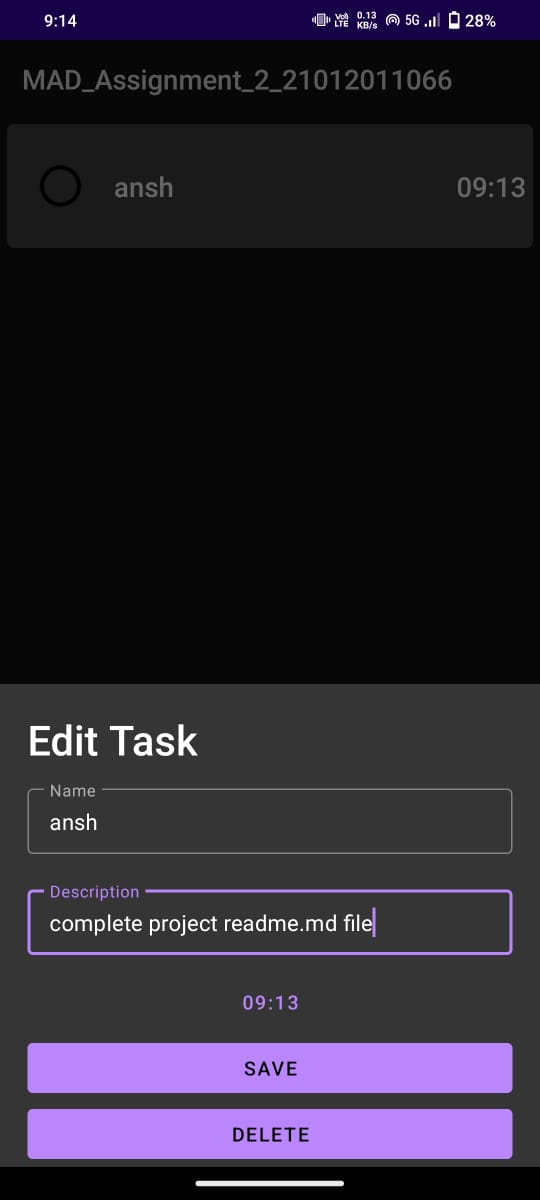 9:14 Vo) LTE 0.13 KB/s 5G 28%
MAD_Assignment_2_21012011066
ansh 09:13
Edit Task
Name
ansh
Description
complete project readme.md file
09:13
SAVE
DELETE